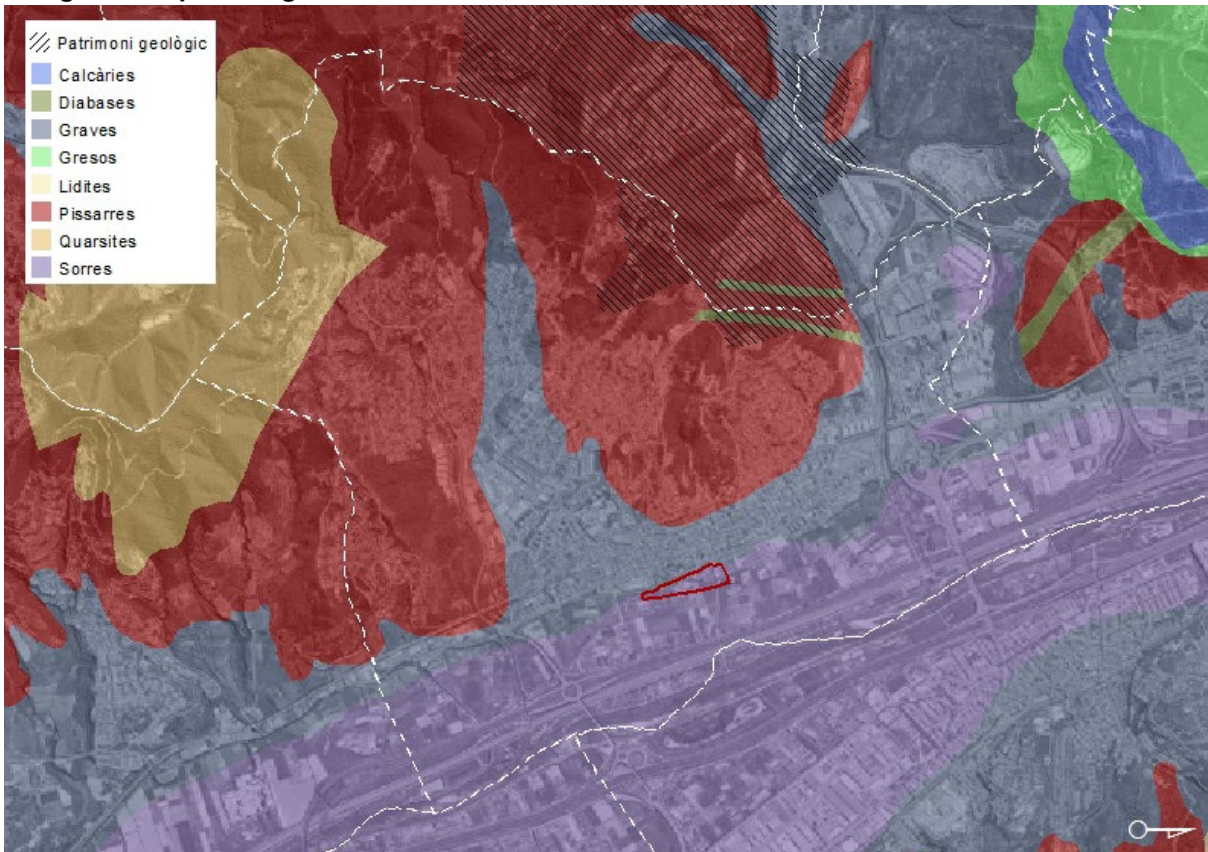 Patrimoni geològic
Calcàries
Diabases
Graves
Gresos
Lidites
Pissarres
Quarsites
Sorres